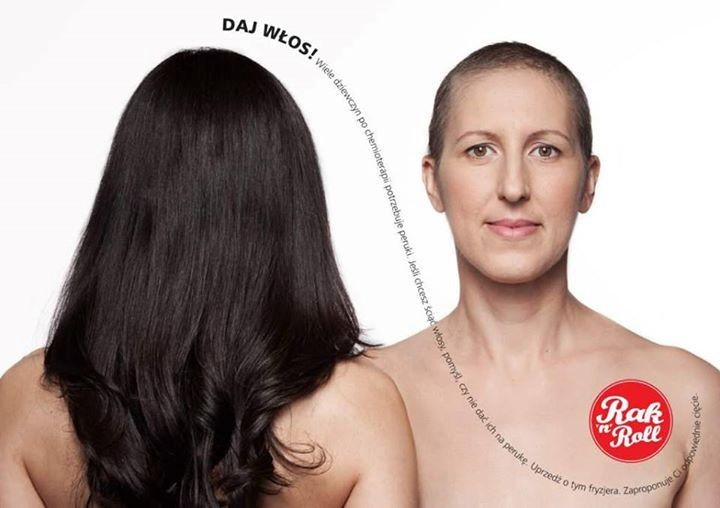 DAJ WŁOS! Wiele dziewczyn po chemioterapii potrzebuje peruki. Jeśli chcesz ściąć włosy, pomyśl, czy nie dać ich na perukę. Uprzedź o tym fryzjera. Zaproponuje Ci odpowiednie cięcie.
Rak
'n'
Roll